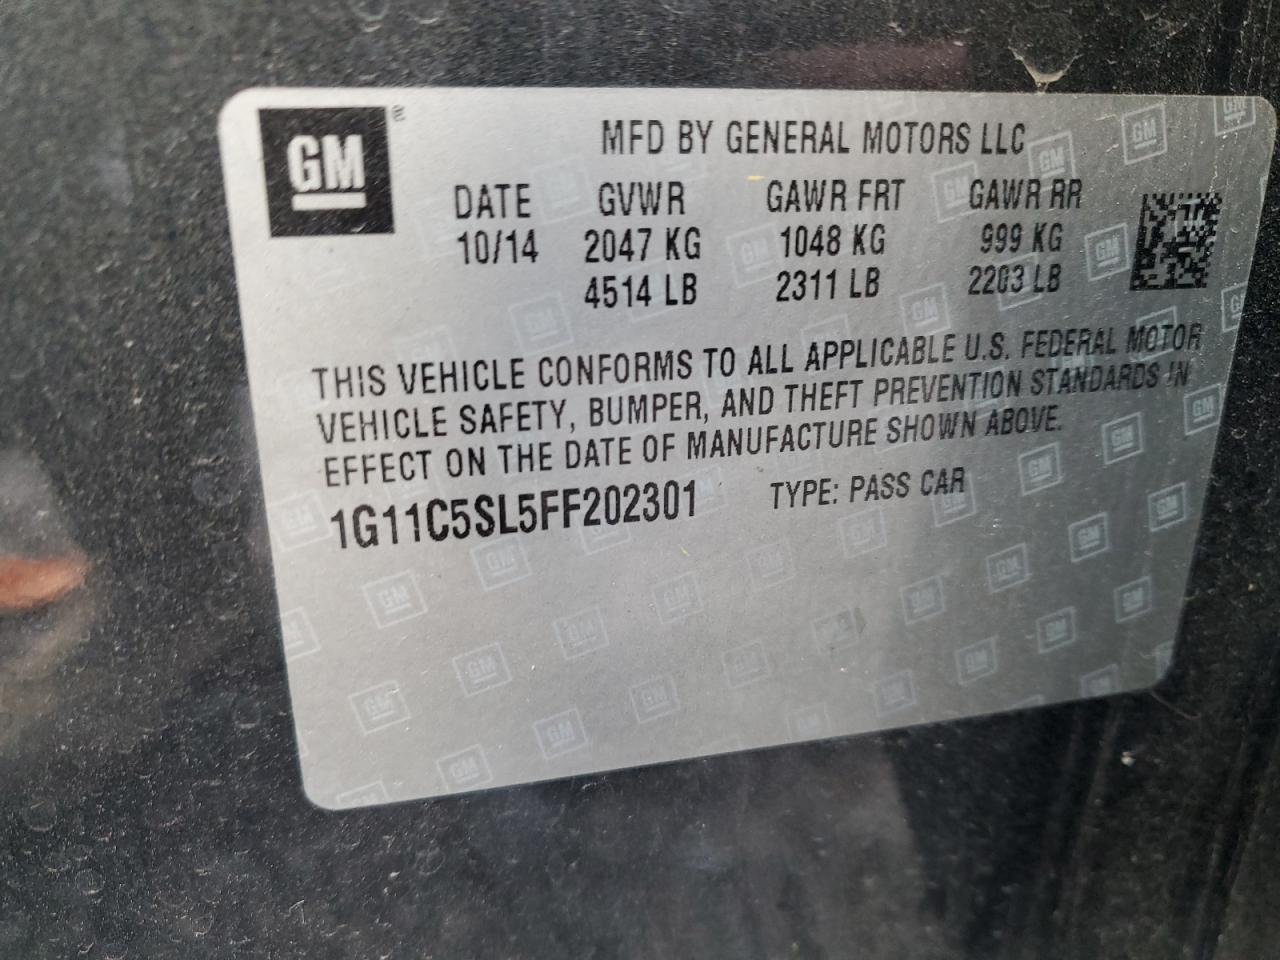 GM
MFD BY GENERAL MOTORS LLC
DATE GVWR GAWR FRT GAWR RR
10/14 2047 KG 1048 KG 999 KG
4514 LB 2311 LB 2203 LB
THIS VEHICLE CONFORMS TO ALL APPLICABLE U.S. FEDERAL MOTOR
VEHICLE SAFETY, BUMPER, AND THEFT PREVENTION STANDARDS IN
EFFECT ON THE DATE OF MANUFACTURE SHOWN ABOVE.
1G11C5SL5FF202301 TYPE: PASS CAR